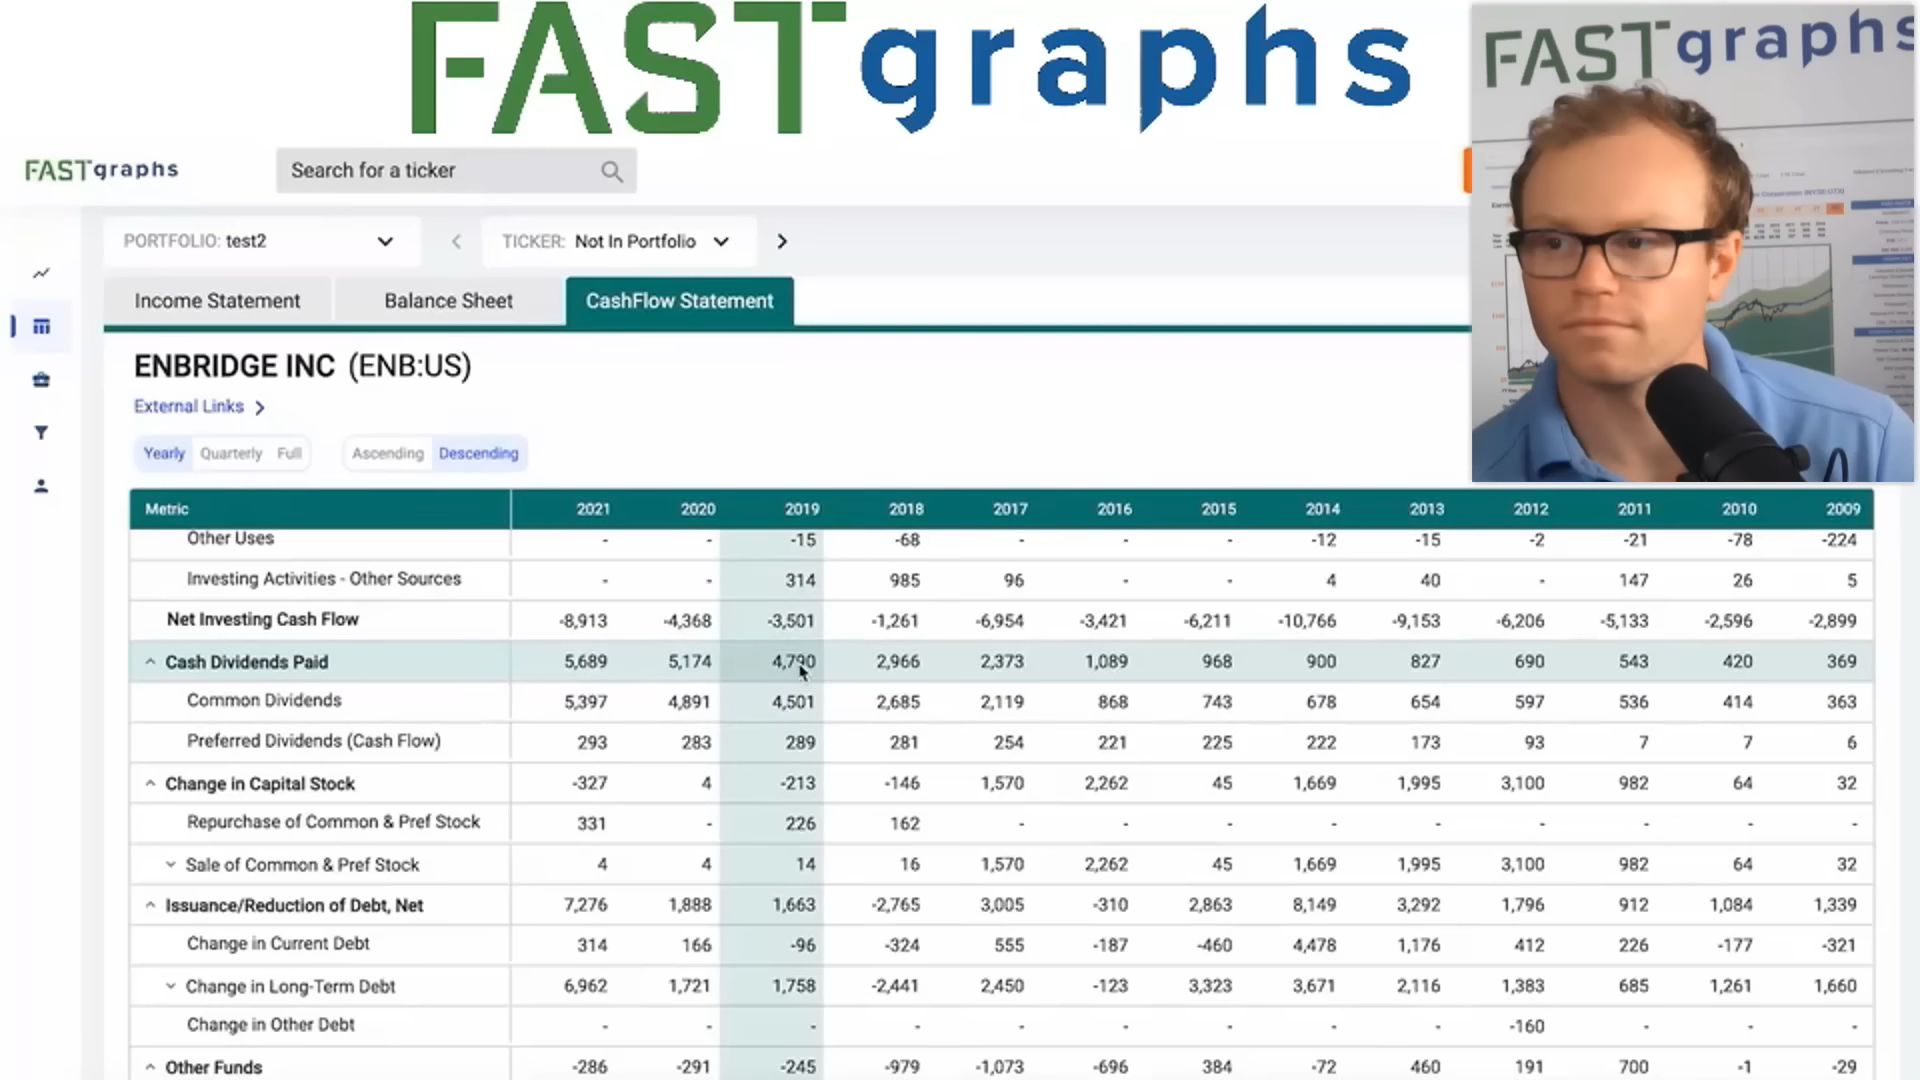 FAST graphs
FAST graphs
FASTgraphs
Search for a ticker
PORTFOLIO: test2
TICKER: Not In Portfolio
Income Statement
Balance Sheet
CashFlow Statement
ENBRIDGE INC (ENB:US)
External Links
Yearly Quarterly Full Ascending Descending
Metric 2021 2020 2019 2018 2017 2016 2015 2014 2013 2012 2011 2010 2009
Other Uses - - -15 -68 - - - -12 -15 -2 -21 -78 -224
Investing Activities - Other Sources - - 314 985 96 - - 4 40 - 147 26 5
Net Investing Cash Flow -8,913 -4,368 -3,501 -1,261 -6,954 -3,421 -6,211 -10,766 -9,153 -6,206 -5,133 -2,596 -2,899
Cash Dividends Paid 5,689 5,174 4,790 2,966 2,373 1,089 968 900 827 690 543 420 369
Common Dividends 5,397 4,891 4,501 2,685 2,119 868 743 678 654 597 536 414 363
Preferred Dividends (Cash Flow) 293 283 289 281 254 221 225 222 173 93 7 7 6
Change in Capital Stock -327 4 -213 -146 1,570 2,262 45 1,669 1,995 3,100 982 64 32
Repurchase of Common & Pref Stock 331 - 226 162 - - - - - - - - -
Sale of Common & Pref Stock 4 4 14 16 1,570 2,262 45 1,669 1,995 3,100 982 64 32
Issuance/Reduction of Debt, Net 7,276 1,888 1,663 -2,765 3,005 -310 2,863 8,149 3,292 1,796 912 1,084 1,339
Change in Current Debt 314 166 -96 -324 555 -187 -460 4,478 1,176 412 226 -177 -321
Change in Long-Term Debt 6,962 1,721 1,758 -2,441 2,450 -123 3,323 3,671 2,116 1,383 685 1,261 1,660
Change in Other Debt - - - - - - - - - -160 - - -
Other Funds -286 -291 -245 -979 -1,073 -696 384 -72 460 191 700 -1 -29